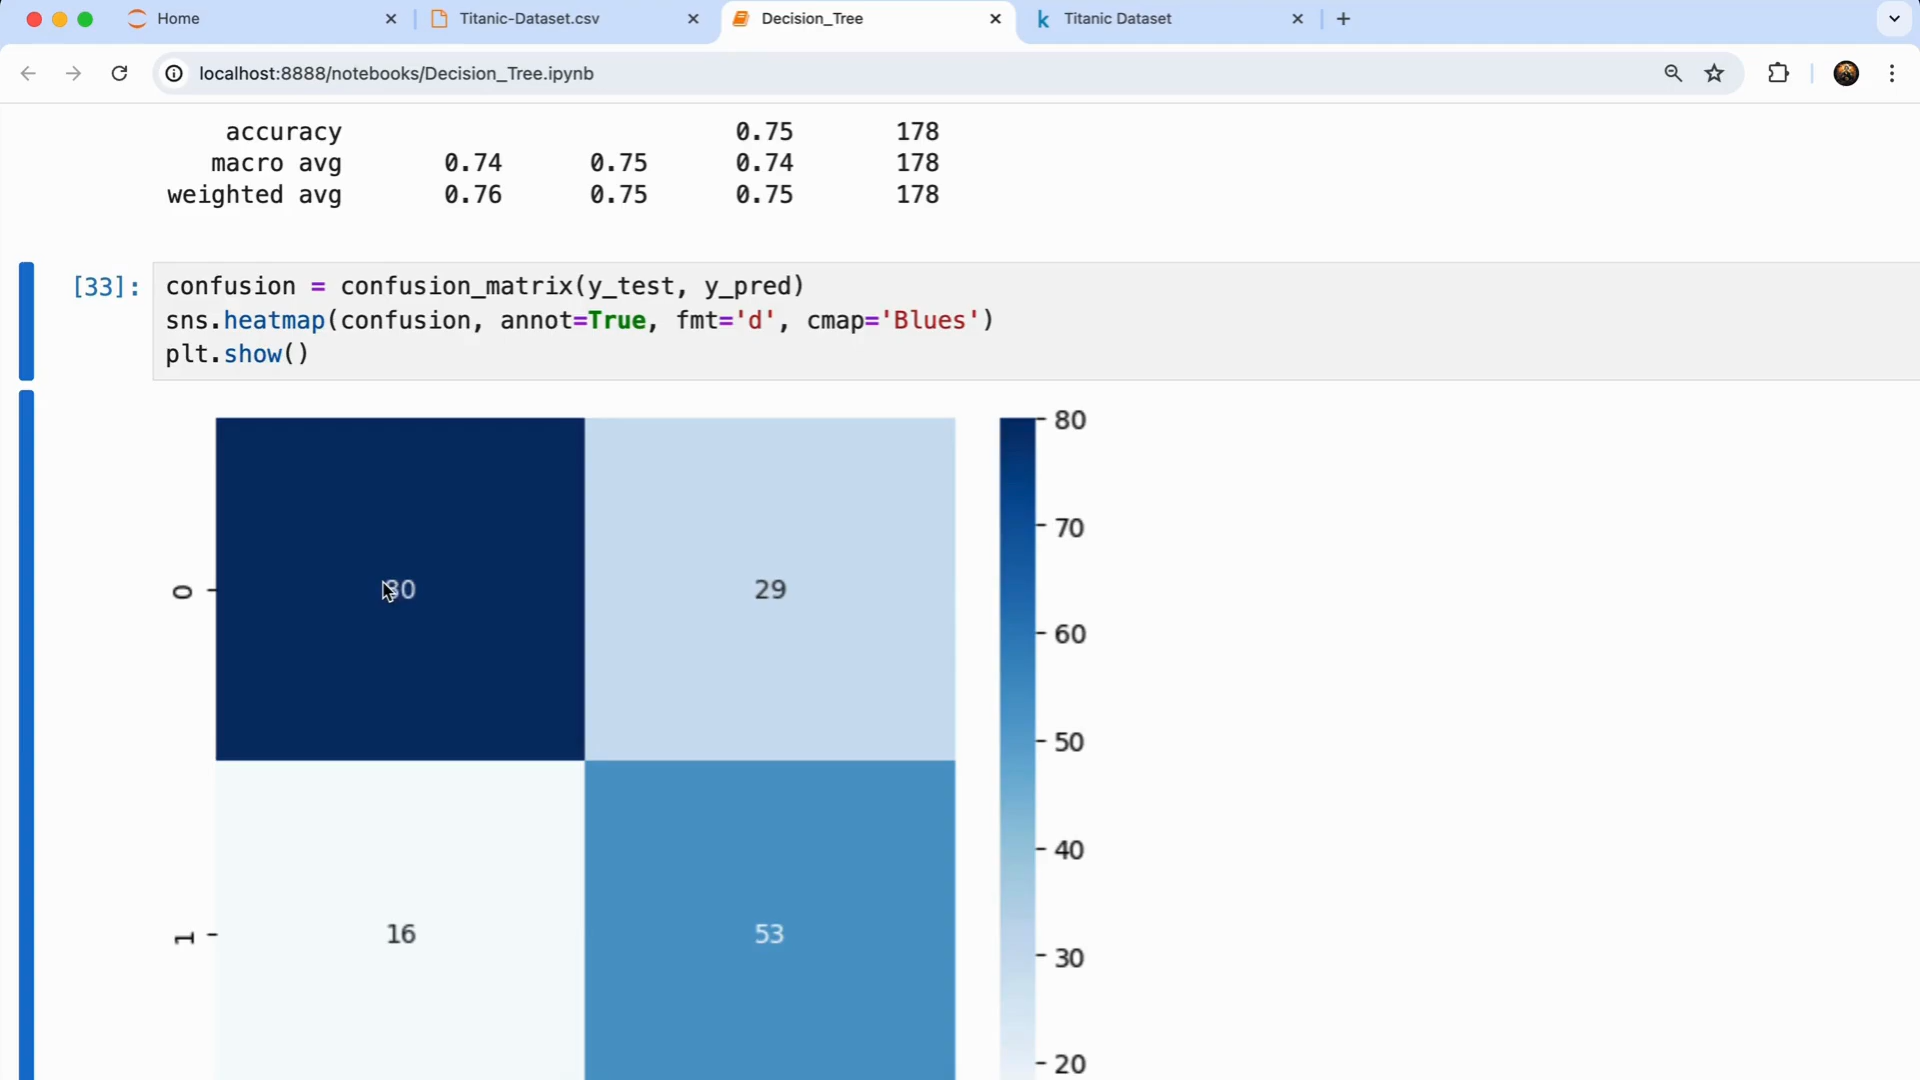 Home
Titanic-Dataset.csv
Decision_Tree
Titanic Dataset
localhost:8888/notebooks/Decision_Tree.ipynb
accuracy 0.75 178
macro avg 0.74 0.75 0.74 178
weighted avg 0.76 0.75 0.75 178
[33]:
confusion = confusion_matrix(y_test, y_pred)
sns.heatmap(confusion, annot=True, fmt='d', cmap='Blues')
plt.show()
80
70
60
50
40
30
20
0
80
29
1
16
53